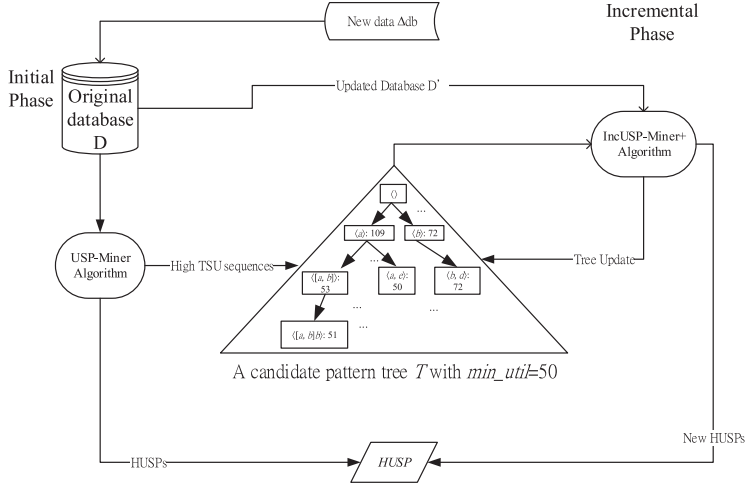 New data Δdb
Incremental
Phase
Initial
Phase
Original
database
D
Updated Database D'
IncUSP-Miner+
Algorithm
⟨⟩
...
⟨a⟩: 109
⟨b⟩: 72
USP-Miner
Algorithm
High TSU sequences
Tree Update
...
⟨[a, b]⟩:
53
⟨a, c⟩:
50
⟨b, d⟩:
72
...
...
...
⟨[a, b]b⟩: 51
A candidate pattern tree T with min_util=50
New HUSPs
HUSPs
HUSP